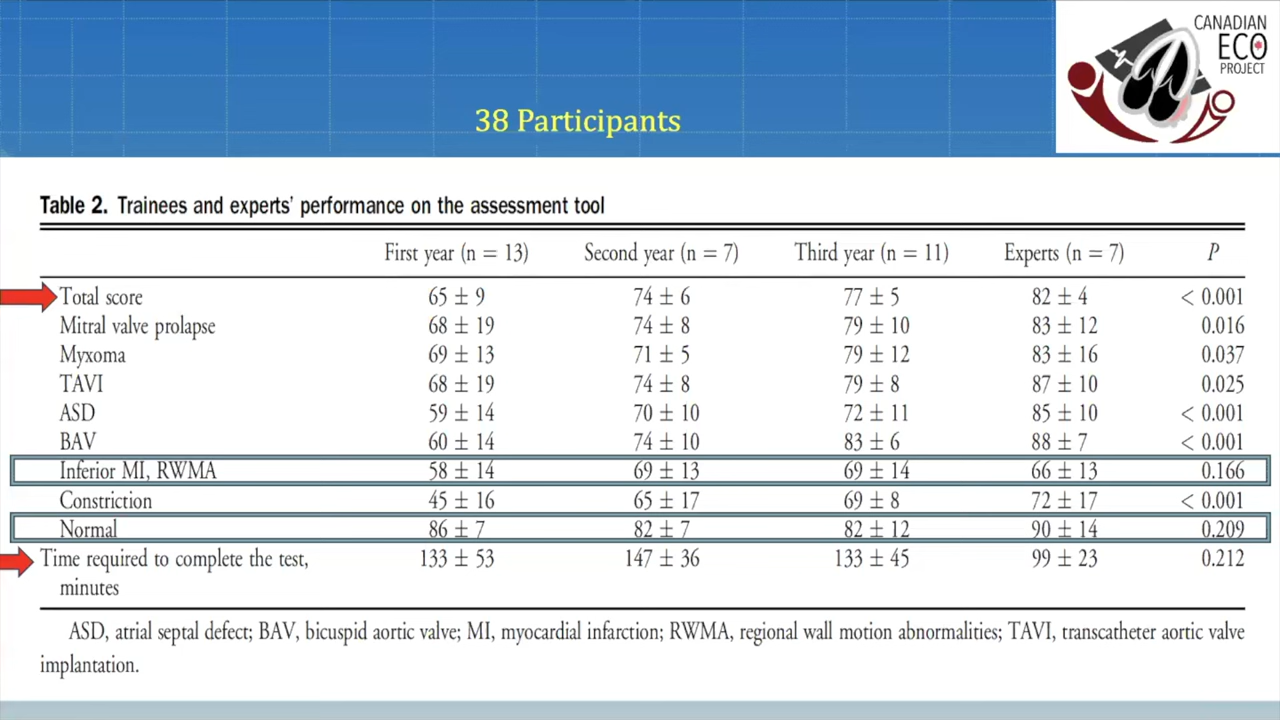 CANADIAN
ECO
PROJECT
38 Participants
Table 2. Trainees and experts' performance on the assessment tool
First year (n = 13) Second year (n = 7) Third year (n = 11) Experts (n = 7) P
Total score 65 ± 9 74 ± 6 77 ± 5 82 ± 4 < 0.001
Mitral valve prolapse 68 ± 19 74 ± 8 79 ± 10 83 ± 12 0.016
Myxoma 69 ± 13 71 ± 5 79 ± 12 83 ± 16 0.037
TAVI 68 ± 19 74 ± 8 79 ± 8 87 ± 10 0.025
ASD 59 ± 14 70 ± 10 72 ± 11 85 ± 10 < 0.001
BAV 60 ± 14 74 ± 10 83 ± 6 88 ± 7 < 0.001
Inferior MI, RWMA 58 ± 14 69 ± 13 69 ± 14 66 ± 13 0.166
Constriction 45 ± 16 65 ± 17 69 ± 8 72 ± 17 < 0.001
Normal 86 ± 7 82 ± 7 82 ± 12 90 ± 14 0.209
Time required to complete the test, 133 ± 53 147 ± 36 133 ± 45 99 ± 23 0.212
minutes
ASD, atrial septal defect; BAV, bicuspid aortic valve; MI, myocardial infarction; RWMA, regional wall motion abnormalities; TAVI, transcatheter aortic valve
implantation.